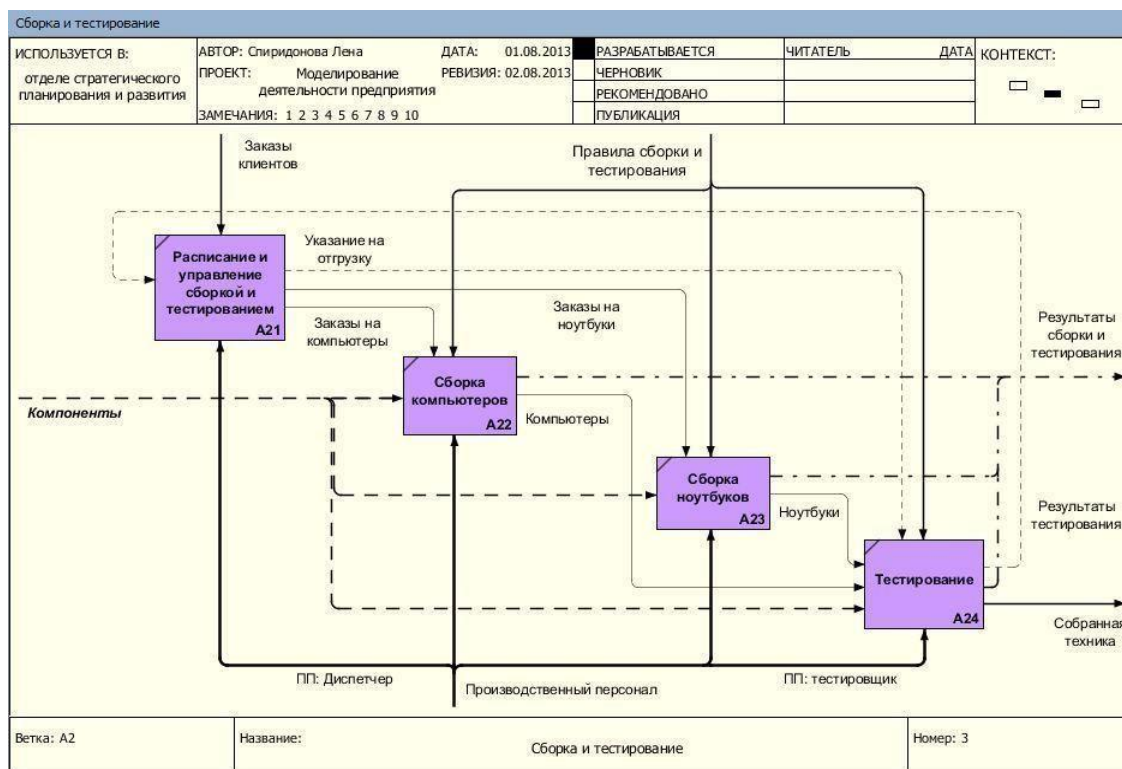 Сборка и тестирование
ИСПОЛЬЗУЕТСЯ В:
отделе стратегического
планирования и развития
АВТОР: Спиридонова Лена
ДАТА: 01.08.2013
ПРОЕКТ: Моделирование
деятельности предприятия
РЕВИЗИЯ: 02.08.2013
ЗАМЕЧАНИЯ: 1 2 3 4 5 6 7 8 9 10
РАЗРАБАТЫВАЕТСЯ
ЧЕРНОВИК
РЕКОМЕНДОВАНО
ПУБЛИКАЦИЯ
ЧИТАТЕЛЬ
ДАТА
КОНТЕКСТ:
Заказы
клиентов
Правила сборки и
тестирования
Расписание и
управление
сборкой и
тестированием
A21
Указание на
отгрузку
Заказы на
компьютеры
Заказы на
ноутбуки
Результаты
сборки и
тестирования
Компоненты
Сборка
компьютеров
A22
Компьютеры
Сборка
ноутбуков
A23
Ноутбуки
Результаты
тестирования
Тестирование
A24
Собранная
техника
ПП: Диспетчер
Производственный персонал
ПП: тестировщик
Ветка: A2
Название:
Сборка и тестирование
Номер: 3